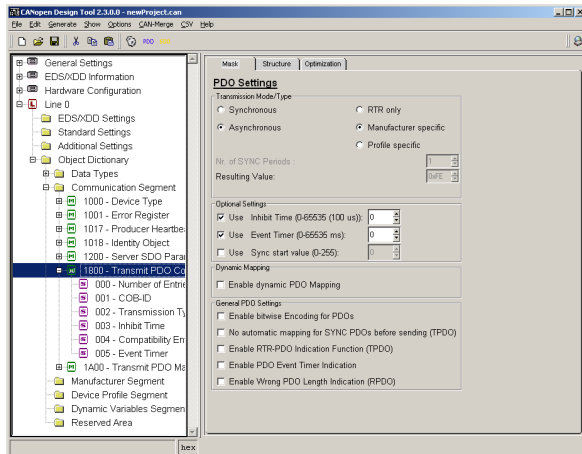 CANopen Design Tool 2.3.0.0 - newProject.can
File Edit Generate Show Options CAN-Merge CSV Help
PDO
General Settings
EDS/XDD Information
Hardware Configuration
Line 0
EDS/XDD Settings
Standard Settings
Additional Settings
Object Dictionary
Data Types
Communication Segment
1000 - Device Type
1001 - Error Register
1017 - Producer Heartbe
1018 - Identity Object
1200 - Server SDO Para
1800 - Transmit PDO Co
000 - Number of Entrie
001 - COB-ID
002 - Transmission Ty
003 - Inhibit Time
004 - Compatibility En
005 - Event Timer
1A00 - Transmit PDO Ma
Manufacturer Segment
Device Profile Segment
Dynamic Variables Segmen
Reserved Area
hex
Mask Structure Optimization
PDO Settings
Transmission Mode/Type
Synchronous RTR only
Asynchronous Manufacturer specific
Profile specific
Nr. of SYNC Periods : 1
Resulting Value: 0xFE
Optional Settings
Use Inhibit Time (0-65535 (100 us)): 0
Use Event Timer (0-65535 ms): 0
Use Sync start value (0-255): 0
Dynamic Mapping
Enable dynamic PDO Mapping
General PDO Settings
Enable bitwise Encoding for PDOs
No automatic mapping for SYNC PDOs before sending (TPDO)
Enable RTR-PDO Indication Function (TPDO)
Enable PDO Event Timer Indication
Enable Wrong PDO Length Indication (RPDO)